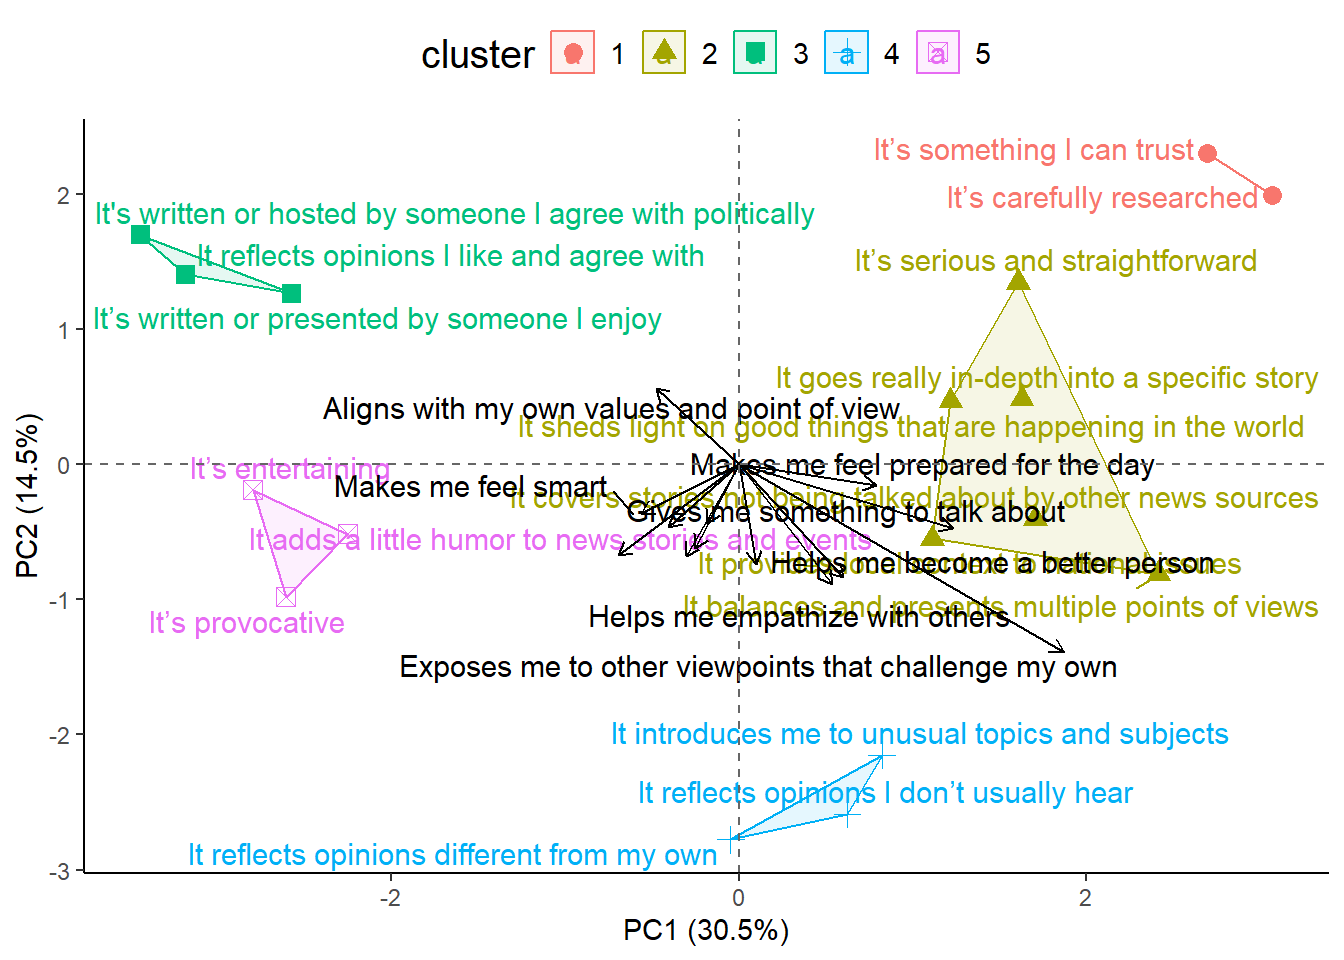 cluster a 1 a 2 a 3 a 4 a 5
It’s something I can trust
It’s carefully researched
2
It's written or hosted by someone I agree with politically
It reflects opinions I like and agree with
It’s serious and straightforward
1
It’s written or presented by someone I enjoy
It goes really in-depth into a specific story
Aligns with my own values and point of view
It sheds light on good things that are happening in the world
0
It’s entertaining
Makes me feel prepared for the day
Makes me feel smart
It covers stories not being talked about by other news sources
Gives me something to talk about
It adds a little humor to news stories and events
Helps me become a better person
It provides local context to national issues
-1
It balances and presents multiple points of views
Helps me empathize with others
It’s provocative
Exposes me to other viewpoints that challenge my own
-2
It introduces me to unusual topics and subjects
It reflects opinions I don’t usually hear
It reflects opinions different from my own
-3
-2 0 2
PC1 (30.5%)
PC2 (14.5%)